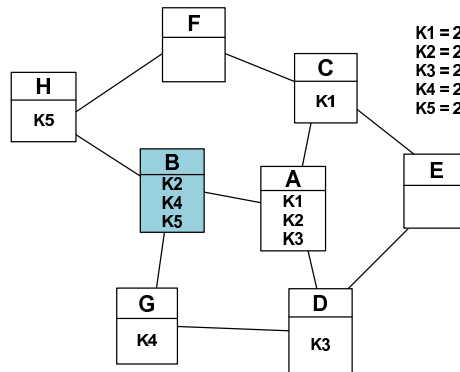 F
C
K1
K1 = 2
K2 = 2
K3 = 2
K4 = 2
K5 = 2
H
K5
B
K2
K4
K5
A
K1
K2
K3
E
G
K4
D
K3